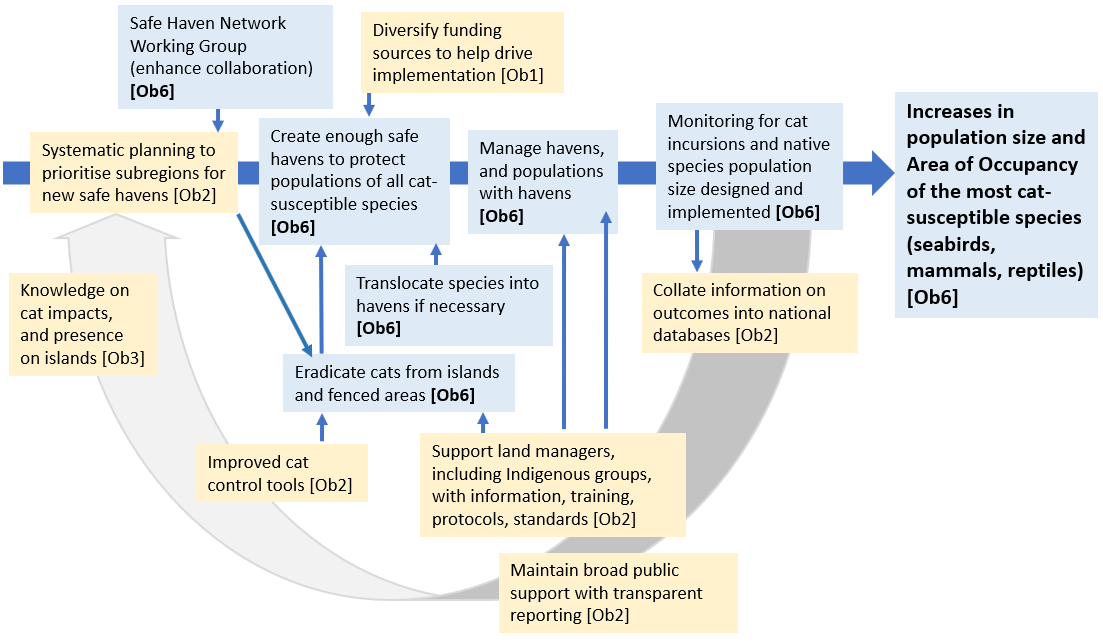 Safe Haven Network
Working Group
(enhance collaboration)
[Ob6]
Diversify funding
sources to help drive
implementation [Ob1]
Systematic planning to
prioritise subregions for
new safe havens [Ob2]
Create enough safe
havens to protect
populations of all cat-
susceptible species
[Ob6]
Manage havens,
and populations
with havens
[Ob6]
Monitoring for cat
incursions and native
species population
size designed and
implemented [Ob6]
Increases in
population size and
Area of Occupancy
of the most cat-
susceptible species
(seabirds,
mammals, reptiles)
[Ob6]
Knowledge on
cat impacts,
and presence
on islands [Ob3]
Translocate species into
havens if necessary
[Ob6]
Collate information on
outcomes into national
databases [Ob2]
Eradicate cats from islands
and fenced areas [Ob6]
Improved cat
control tools [Ob2]
Support land managers,
including Indigenous groups,
with information, training,
protocols, standards [Ob2]
Maintain broad public
support with transparent
reporting [Ob2]